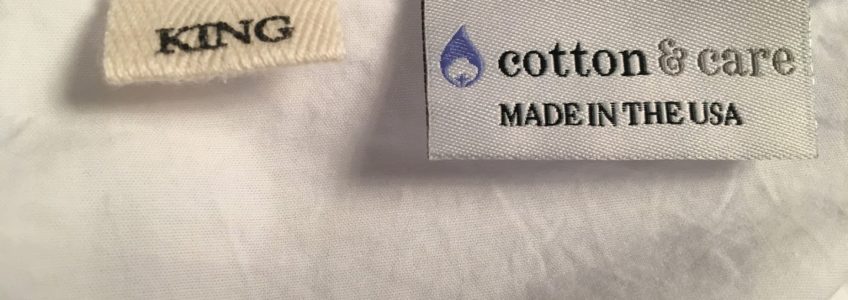 KING
cotton & care
MADE IN THE USA